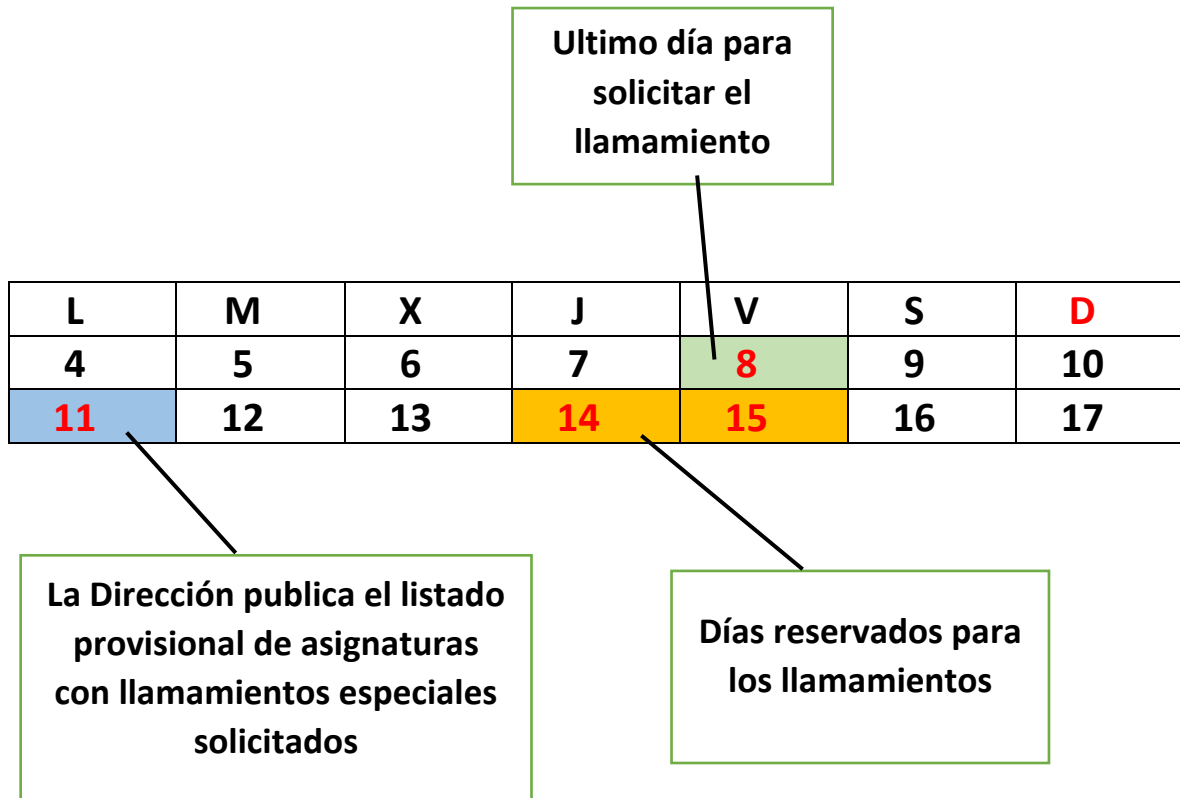 Ultimo día para
solicitar el
llamamiento
L M X J V S D
4 5 6 7 8 9 10
11 12 13 14 15 16 17
La Dirección publica el listado
provisional de asignaturas
con llamamientos especiales
solicitados
Días reservados para
los llamamientos